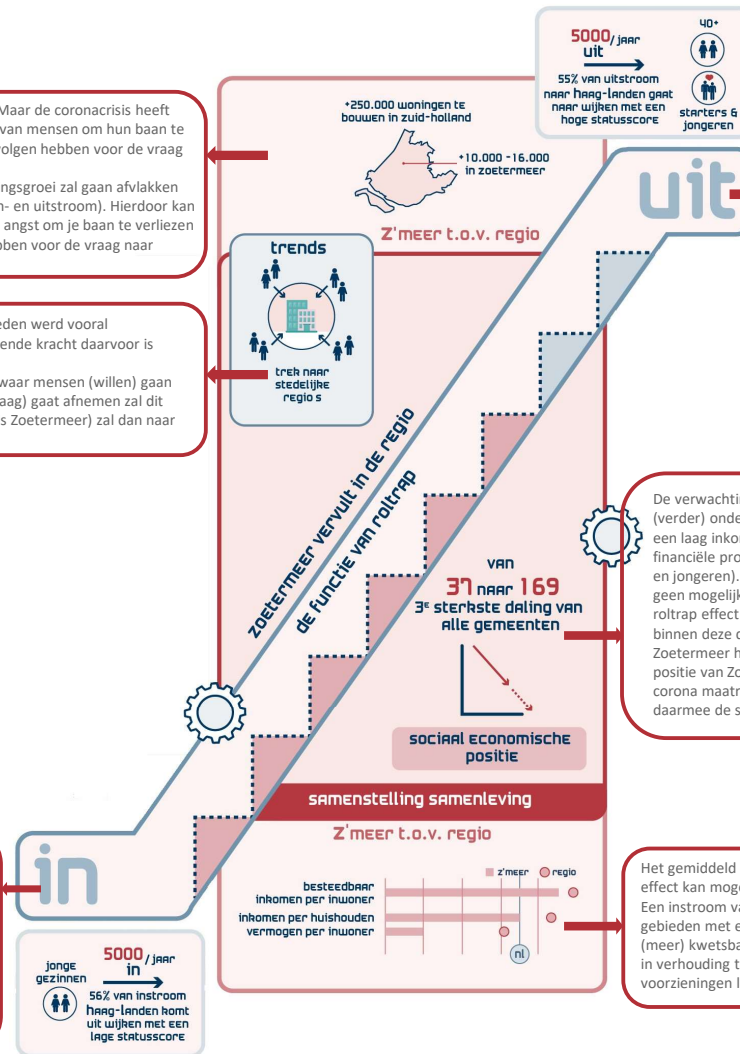 5000/jaar
uit
55% van uitstroom
naar haag-landen gaat
naar wijken met een
hoge statusscore
40+
starters &
jongeren
uit
Maar de coronacrisis heeft
van mensen om hun baan te
volgen hebben voor de vraag
ngsgroei zal gaan afvlakken
n- en uitstroom). Hierdoor kan
angst om je baan te verliezen
bben voor de vraag naar
+250.000 woningen te
bouwen in zuid-holland
+10.000 -16.000
in zoetermeer
Z'meer t.o.v. regio
trends
trek naar
stedelijke
regio s
eden werd vooral
ende kracht daarvoor is
waar mensen (willen) gaan
aag) gaat afnemen zal dit
s Zoetermeer) zal dan naar
zoetermeer vervult in de regio
de functie van roltrap
van
37 naar 169
3e sterkste daling van
alle gemeenten
sociaal economische
positie
De verwachtin
(verder) onde
een laag inkon
financiële pro
en jongeren).
geen mogelijk
roltrap effect
binnen deze d
Zoetermeer h
positie van Zo
corona maatr
daarmee de s
samenstelling samenleving
Z'meer t.o.v. regio
z'meer
regio
besteedbaar
inkomen per inwoner
inkomen per huishouden
vermogen per inwoner
nl
Het gemiddeld
effect kan moge
Een instroom va
gebieden met e
(meer) kwetsba
in verhouding t
voorzieningen l
in
jonge
gezinnen
5000/jaar
in
56% van instroom
haag-landen komt
uit wijken met een
lage statusscore